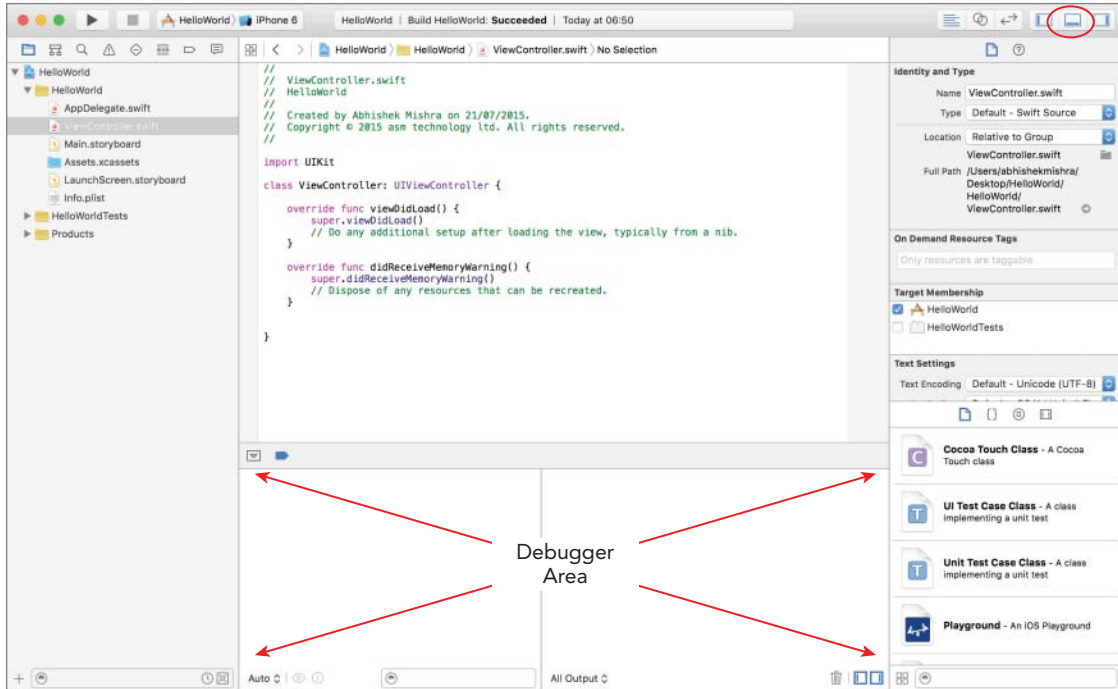 HelloWorld
iPhone 6
HelloWorld | Build HelloWorld: Succeeded | Today at 06:50
HelloWorld
HelloWorld
AppDelegate.swift
ViewController.swift
Main.storyboard
Assets.xcassets
LaunchScreen.storyboard
Info.plist
HelloWorldTests
Products
HelloWorld
HelloWorld
ViewController.swift
No Selection
//
// ViewController.swift
// HelloWorld
//
// Created by Abhishek Mishra on 21/07/2015.
// Copyright © 2015 asm technology ltd. All rights reserved.
//
import UIKit
class ViewController: UIViewController {
override func viewDidLoad() {
super.viewDidLoad()
// Do any additional setup after loading the view, typically from a nib.
}
override func didReceiveMemoryWarning() {
super.didReceiveMemoryWarning()
// Dispose of any resources that can be recreated.
}
}
Debugger
Area
Auto
All Output
Identity and Type
Name ViewController.swift
Type Default - Swift Source
Location Relative to Group
ViewController.swift
Full Path /Users/abhishekmishra/
Desktop/HelloWorld/
HelloWorld/
ViewController.swift
On Demand Resource Tags
Only resources are taggable
Target Membership
HelloWorld
HelloWorldTests
Text Settings
Text Encoding Default - Unicode (UTF-8)
Cocoa Touch Class - A Cocoa
Touch class
UI Test Case Class - A class
implementing a unit test
Unit Test Case Class - A class
implementing a unit test
Playground - An iOS Playground